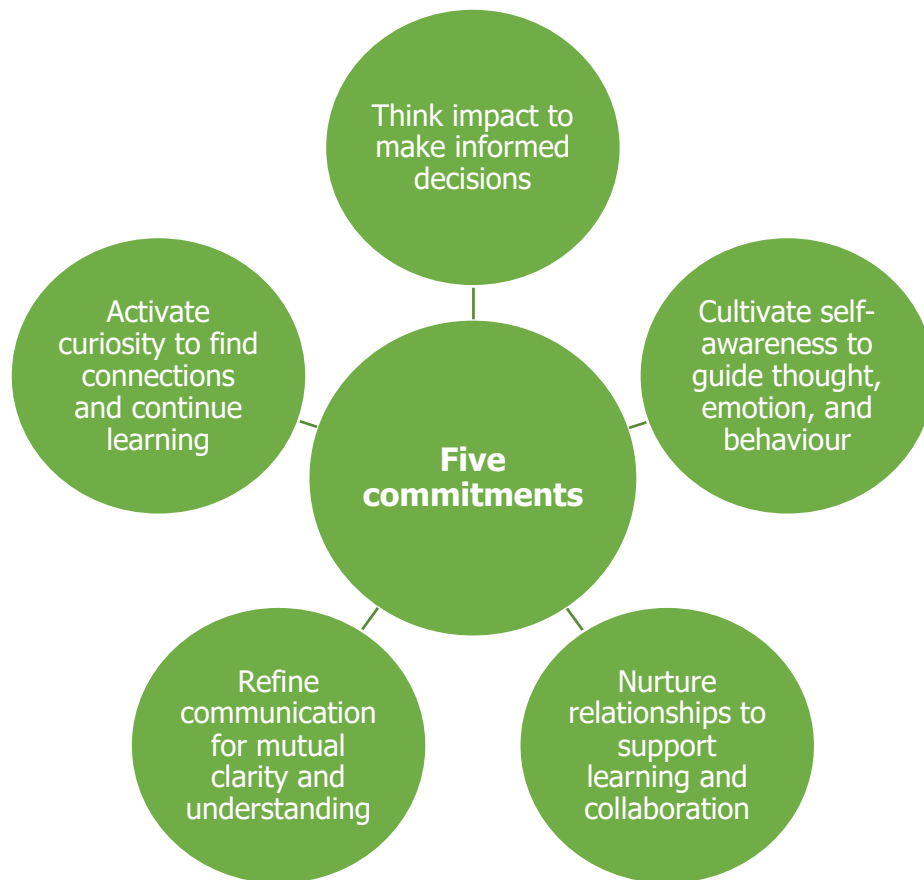 Think impact to
make informed
decisions
Cultivate self-
awareness to
guide thought,
emotion, and
behaviour
Nurture
relationships to
support
learning and
collaboration
Refine
communication
for mutual
clarity and
understanding
Activate
curiosity to find
connections
and continue
learning
Five
commitments